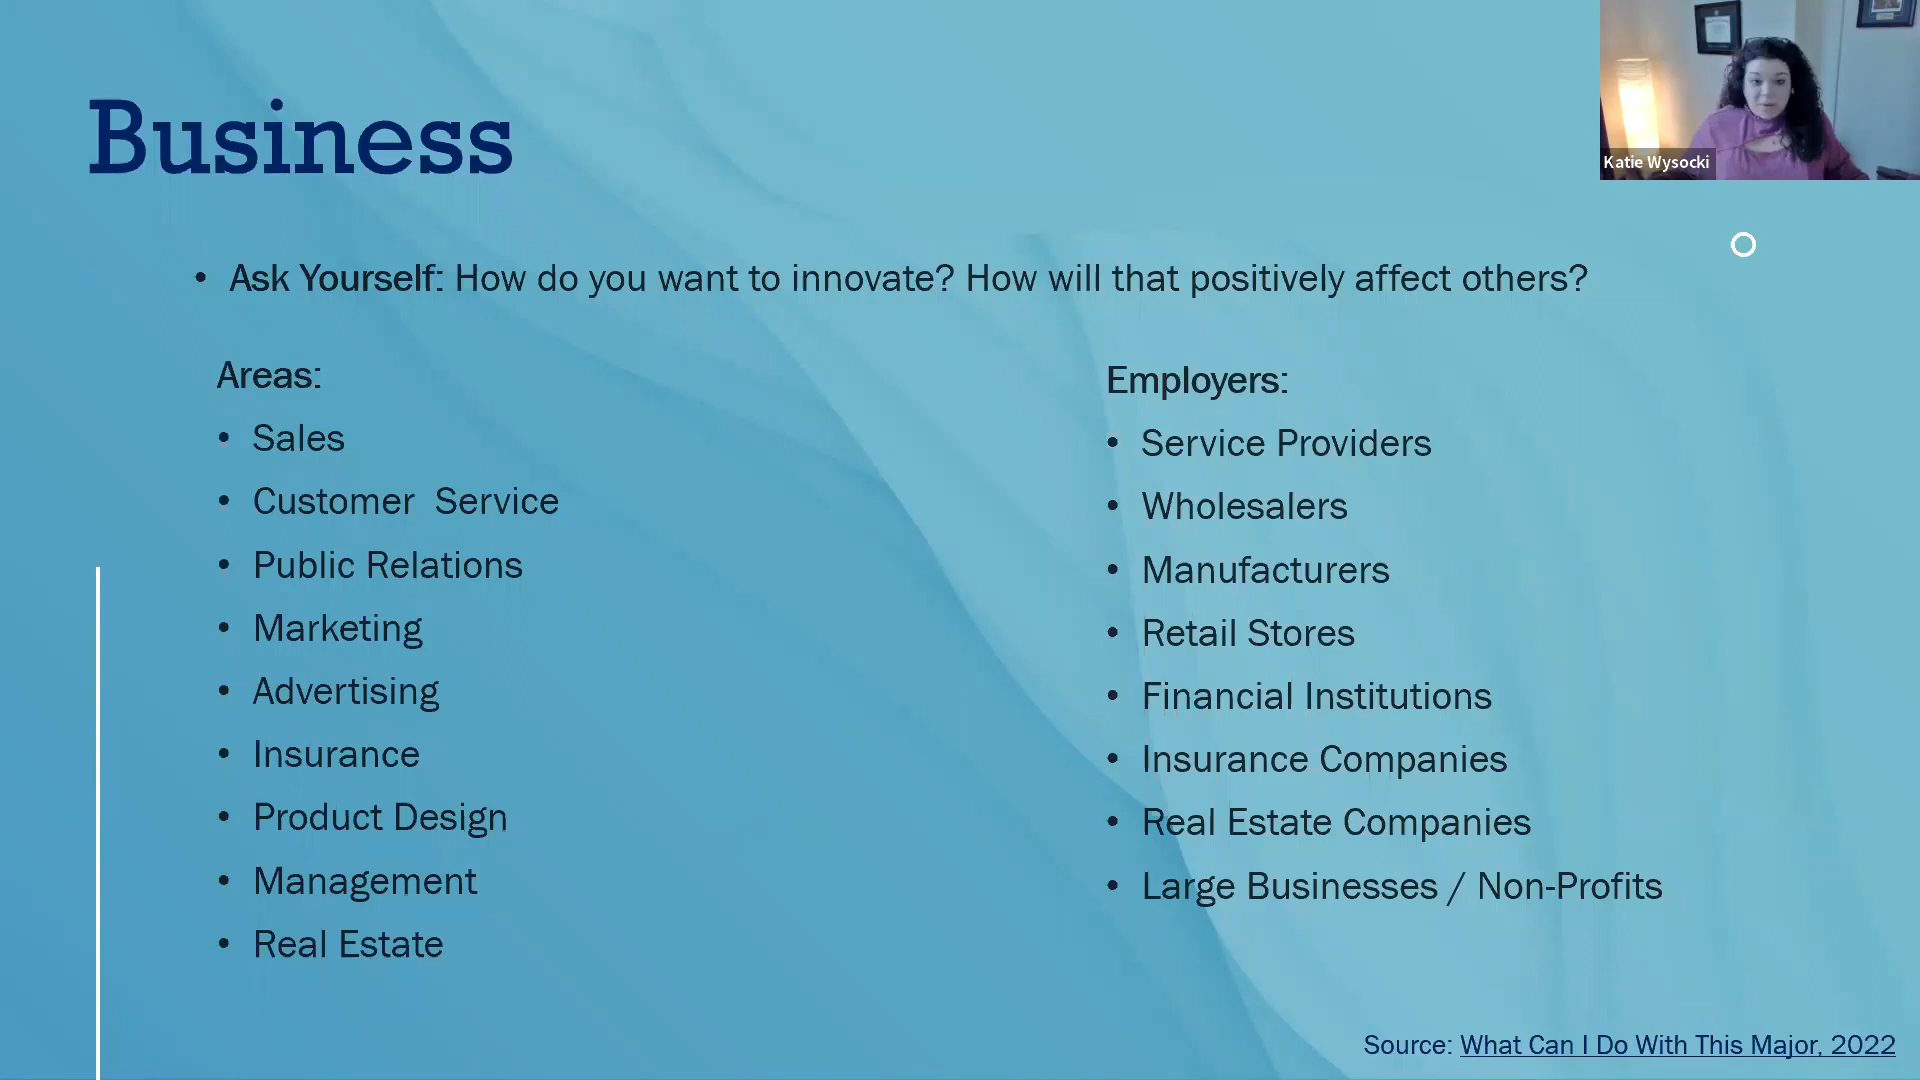 Business
Katie Wysocki
• Ask Yourself: How do you want to innovate? How will that positively affect others?
Areas:
• Sales
• Customer  Service
• Public Relations
• Marketing
• Advertising
• Insurance
• Product Design
• Management
• Real Estate
Employers:
• Service Providers
• Wholesalers
• Manufacturers
• Retail Stores
• Financial Institutions
• Insurance Companies
• Real Estate Companies
• Large Businesses / Non-Profits
Source: What Can I Do With This Major, 2022